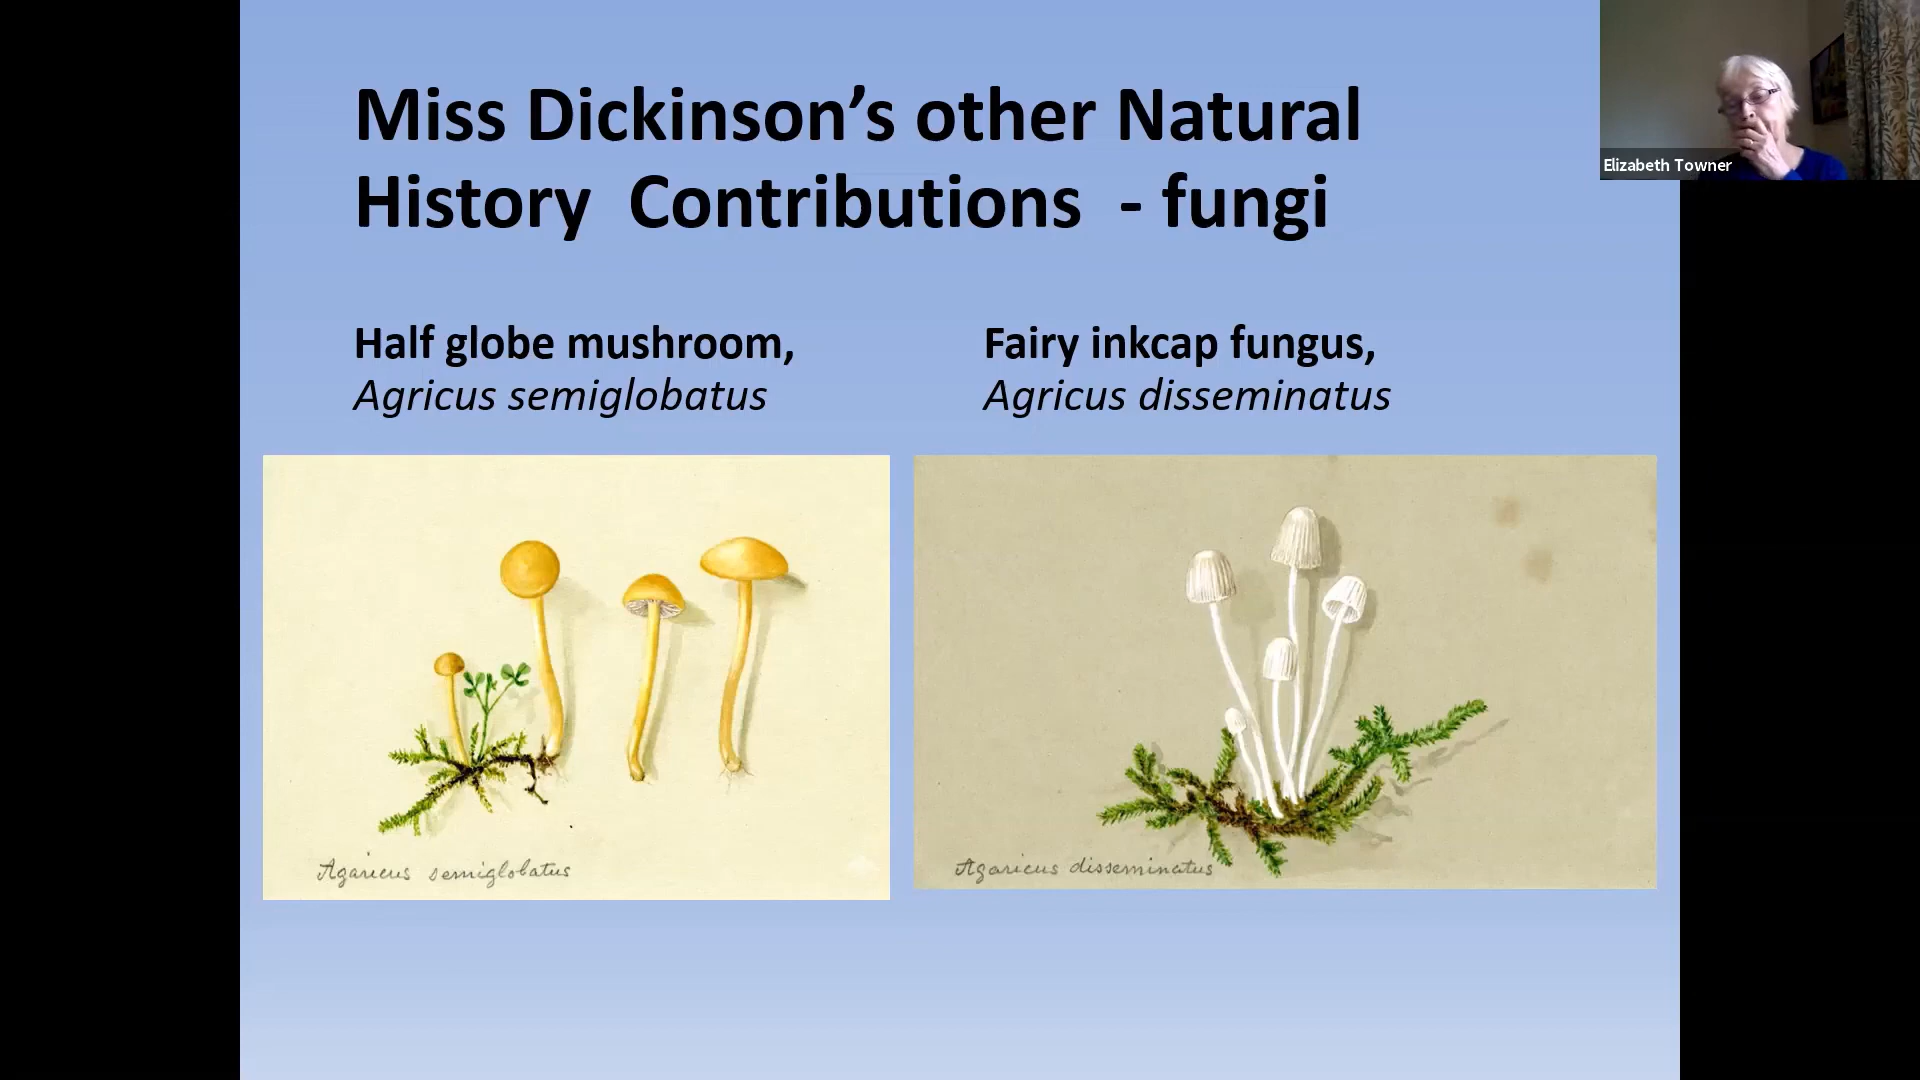 Miss Dickinson’s other Natural
History Contributions - fungi
Elizabeth Towner
Half globe mushroom,
Agricus semiglobatus
Fairy inkcap fungus,
Agricus disseminatus
Agaricus semiglobatus
Agaricus disseminatus